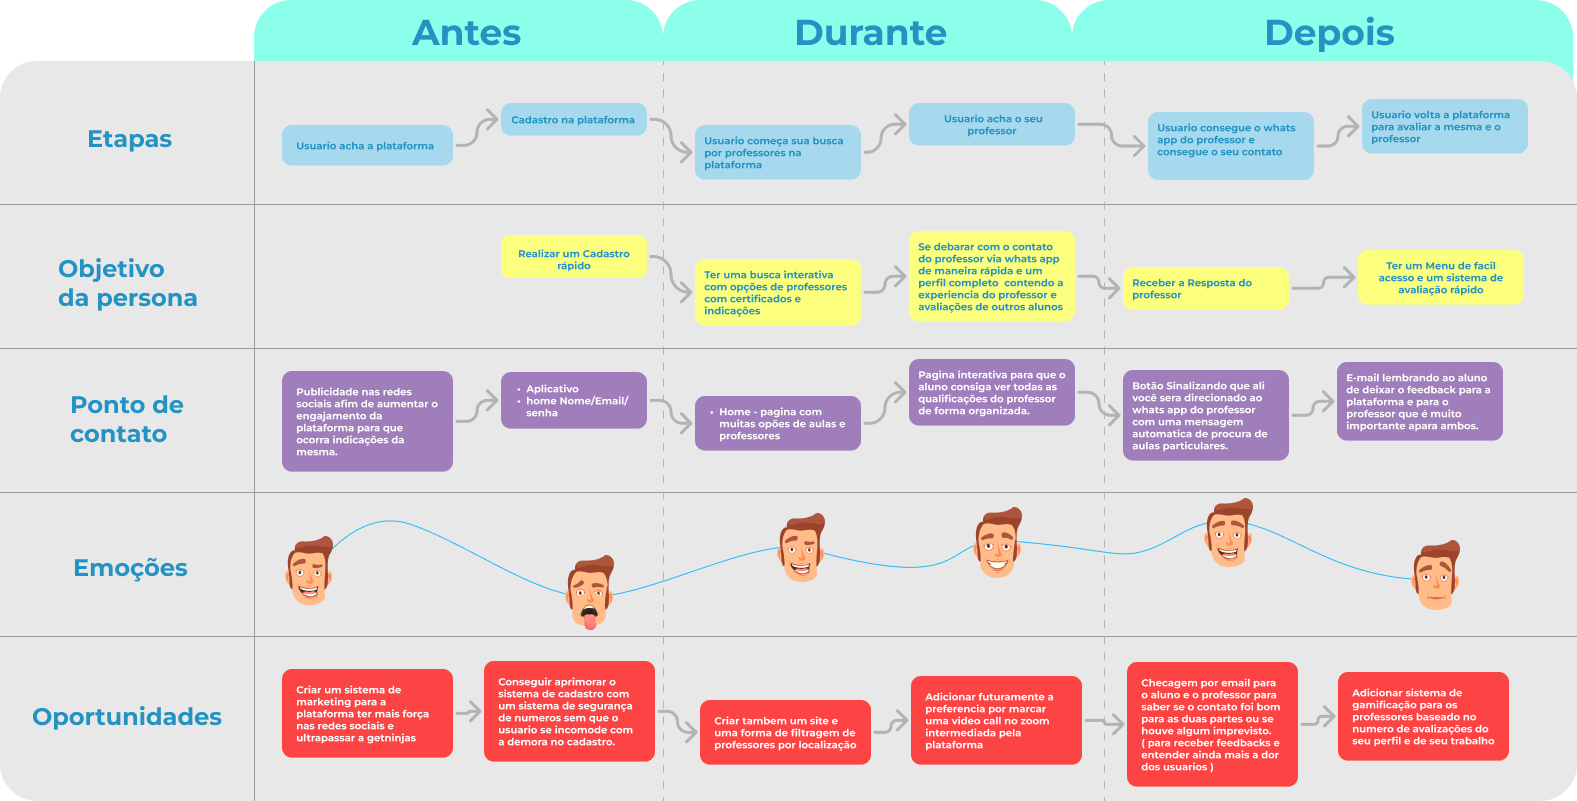 Antes
Durante
Depois
Etapas
Usuario acha a plataforma
Cadastro na plataforma
Usuario começa sua busca
por professores na
plataforma
Usuario acha o seu
professor
Usuario consegue o whats
app do professor e
consegue o seu contato
Usuario volta a plataforma
para avaliar a mesma e o
professor
Objetivo
da persona
Realizar um Cadastro
rápido
Ter uma busca interativa
com opções de professores
com certificados e
indicações
Se debarar com o contato
do professor via whats app
de maneira rápida e um
perfil completo contendo a
experiencia do professor e
avaliações de outros alunos
Receber a Resposta do
professor
Ter um Menu de facil
acesso e um sistema de
avaliação rápido
Ponto de
contato
Publicidade nas redes
sociais afim de aumentar o
engajamento da
plataforma para que
ocorra indicações da
mesma.
• Aplicativo
• home Nome/Email/
senha
• Home - pagina com
muitas opões de aulas e
professores
Pagina interativa para que o
aluno consiga ver todas as
qualificações do professor
de forma organizada.
Botão Sinalizando que ali
você sera direcionado ao
whats app do professor
com uma mensagem
automatica de procura de
aulas particulares.
E-mail lembrando ao aluno
de deixar o feedback para a
plataforma e para o
professor que é muito
importante apara ambos.
Emoções
Oportunidades
Criar um sistema de
marketing para a
plataforma ter mais força
nas redes sociais e
ultrapassar a getninjas
Conseguir aprimorar o
sistema de cadastro com
um sistema de segurança
de numeros sem que o
usuario se incomode com
a demora no cadastro.
Criar tambem um site e
uma forma de filtragem de
professores por localização
Adicionar futuramente a
preferencia por marcar
uma video call no zoom
intermediada pela
plataforma
Checagem por email para
o aluno e o professor para
saber se o contato foi bom
para as duas partes ou se
houve algum imprevisto.
( para receber feedbacks e
entender ainda mais a dor
dos usuarios )
Adicionar sistema de
gamificação para os
professores baseado no
numero de avalizações do
seu perfil e de seu trabalho